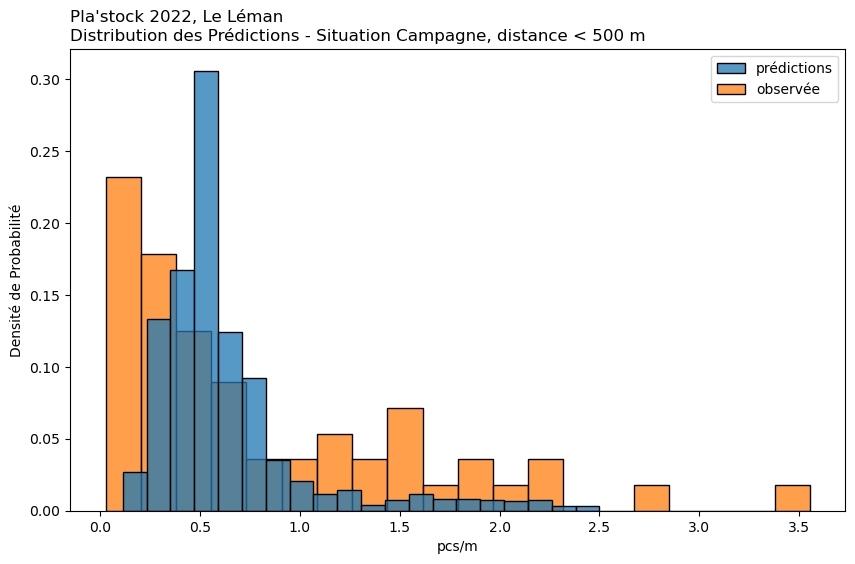 Pla'stock 2022, Le Léman
Distribution des Prédictions - Situation Campagne, distance < 500 m
prédictions
observée
Densité de Probabilité
0.30
0.25
0.20
0.15
0.10
0.05
0.00
0.0 0.5 1.0 1.5 2.0 2.5 3.0 3.5
pcs/m